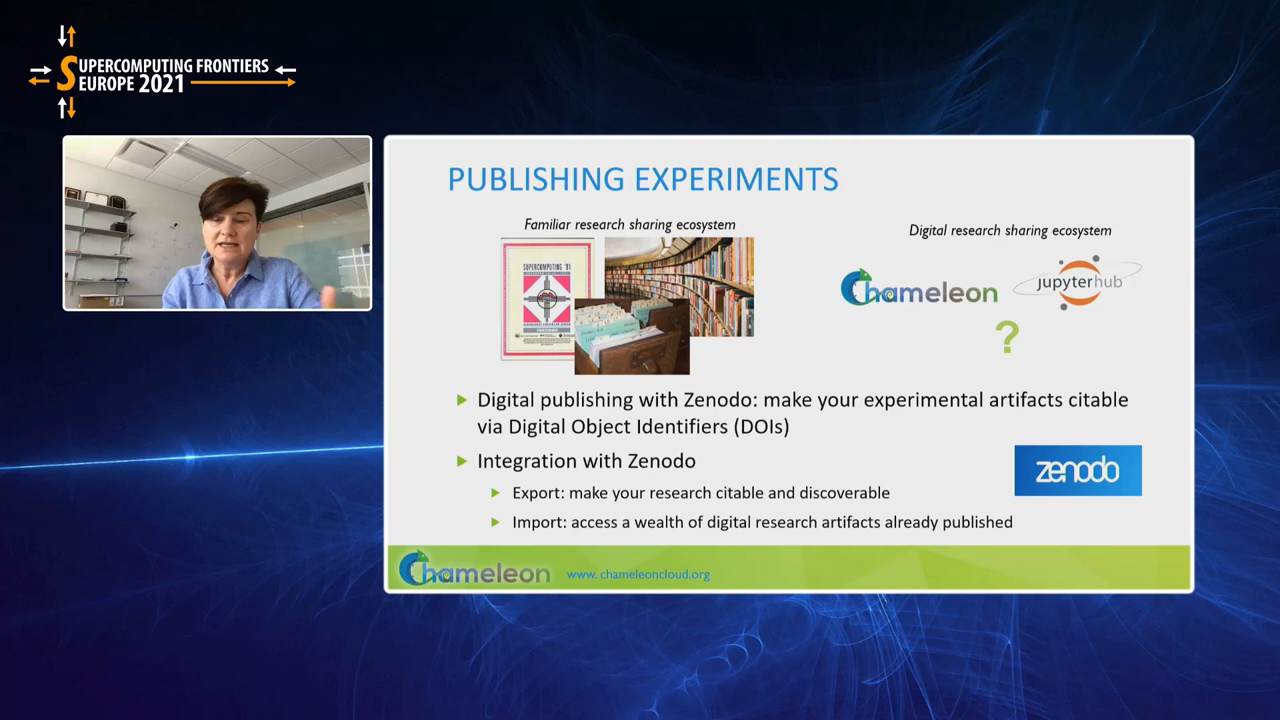 SUPERCOMPUTING FRONTIERS
EUROPE 2021
PUBLISHING EXPERIMENTS
Familiar research sharing ecosystem
Digital research sharing ecosystem
SUPERCOMPUTING '91
Chameleon
jupyterhub
?
Digital publishing with Zenodo: make your experimental artifacts citable
via Digital Object Identifiers (DOIs)
Integration with Zenodo
zenodo
Export: make your research citable and discoverable
Import: access a wealth of digital research artifacts already published
Chameleon
www. chameleoncloud.org